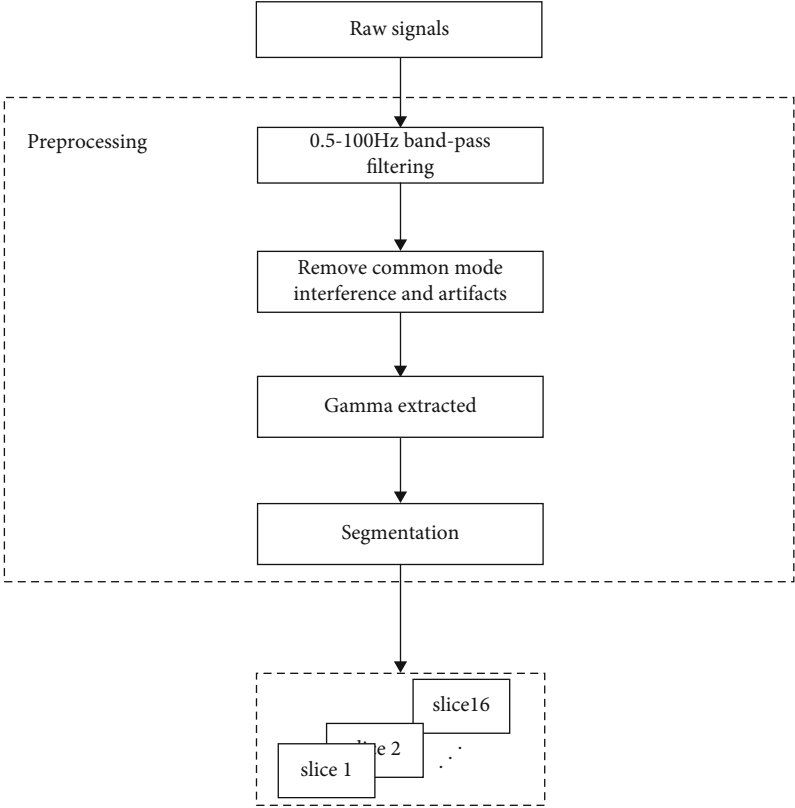 Raw signals
Preprocessing
0.5-100Hz band-pass
filtering
Remove common mode
interference and artifacts
Gamma extracted
Segmentation
slice16
2
slice 1